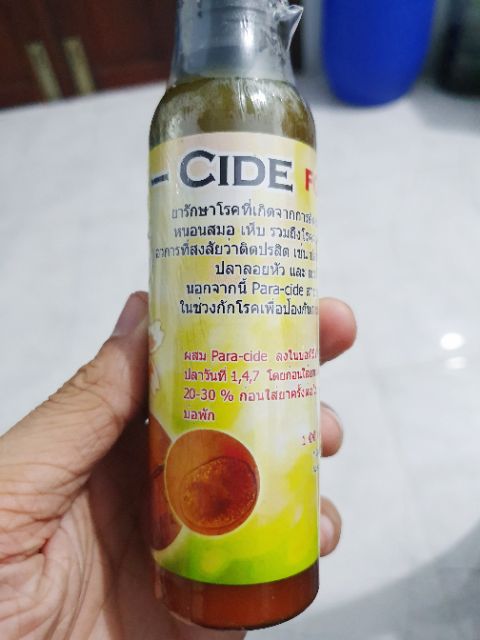 - CIDE F
ยารักษาโรคที่เกิดจากการ
หนอนสมอ เห็บ รวมถึงโรค
อาการที่สงสัยว่าติดปรสิต เช่น
ปลาลอยหัว และ
นอกจากนี้ Para-cide
ในช่วงกักโรคเพื่อป้องกัน
ผสม Para-cide ลงในบ่อ
ปลาวันที่ 1,4,7 โดยก่อนใส่
20-30 % ก่อนใส่ยาครั้ง
บ่อพัก
1